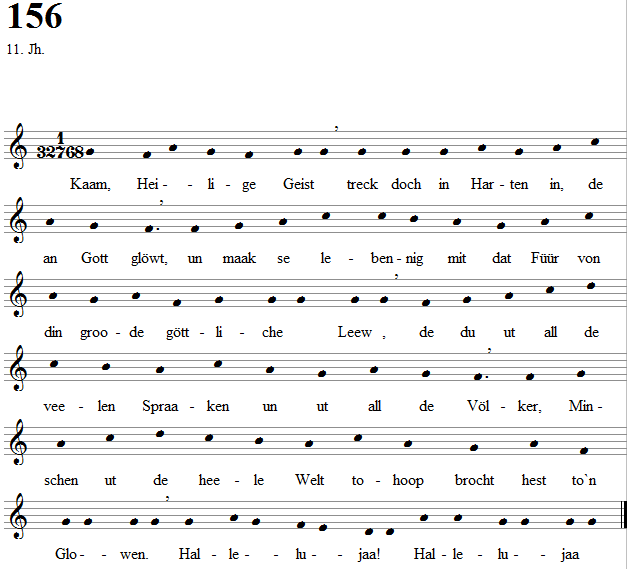 156
11. Jh.
1
32768
Kaam, Hei - - li - ge Geist treck doch in Har - ten in, de
an Gott glöwt, un maak se le - ben - nig mit dat Füür von
din groo - de gött - li - che Leew , de du ut all de
vee - len Spraa - ken un ut all de Völ - ker, Min -
schen ut de hee - le Welt to - hoop brocht hest to`n
Glo - - wen. Hal - le - - lu - - jaa! Hal - le - lu - - jaa